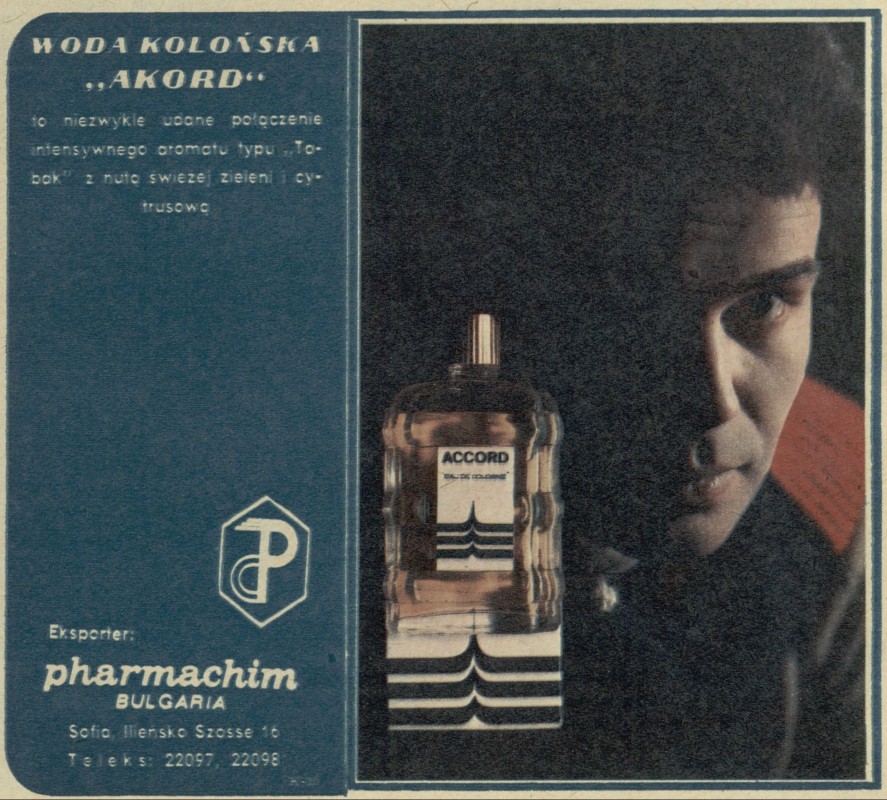 WODA KOLOŃSKA
„AKORD“
to niezwykle udane połączenie
intensywnego aromatu typu „Ta-
bak” z nutą świeżej zieleni i cy-
trusową
ACCORD
EAU DE COLOGNE
Eksporter:
pharmachim
BULGARIA
Sofia, Iliensko Szosse 16
Teleks: 22097, 22098